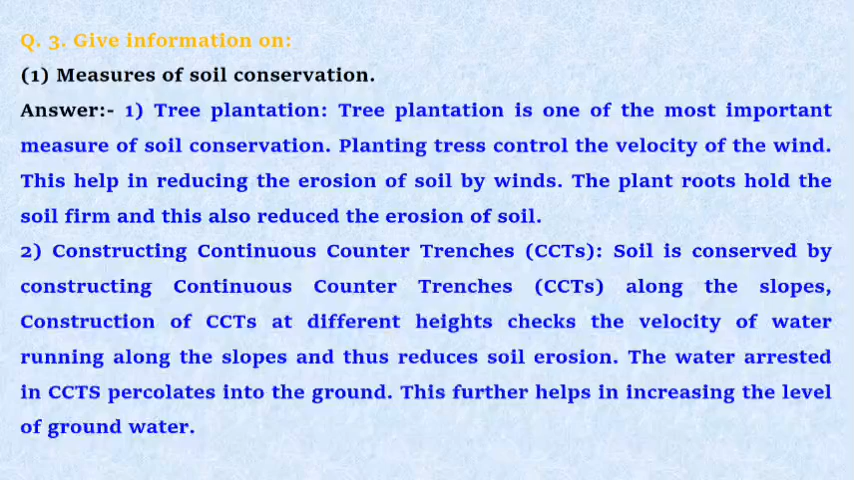 Q. 3. Give information on:
(1) Measures of soil conservation.
Answer:- 1) Tree plantation: Tree plantation is one of the most important
measure of soil conservation. Planting tress control the velocity of the wind.
This help in reducing the erosion of soil by winds. The plant roots hold the
soil firm and this also reduced the erosion of soil.
2) Constructing Continuous Counter Trenches (CCTs): Soil is conserved by
constructing Continuous Counter Trenches (CCTs) along the slopes,
Construction of CCTs at different heights checks the velocity of water
running along the slopes and thus reduces soil erosion. The water arrested
in CCTS percolates into the ground. This further helps in increasing the level
of ground water.